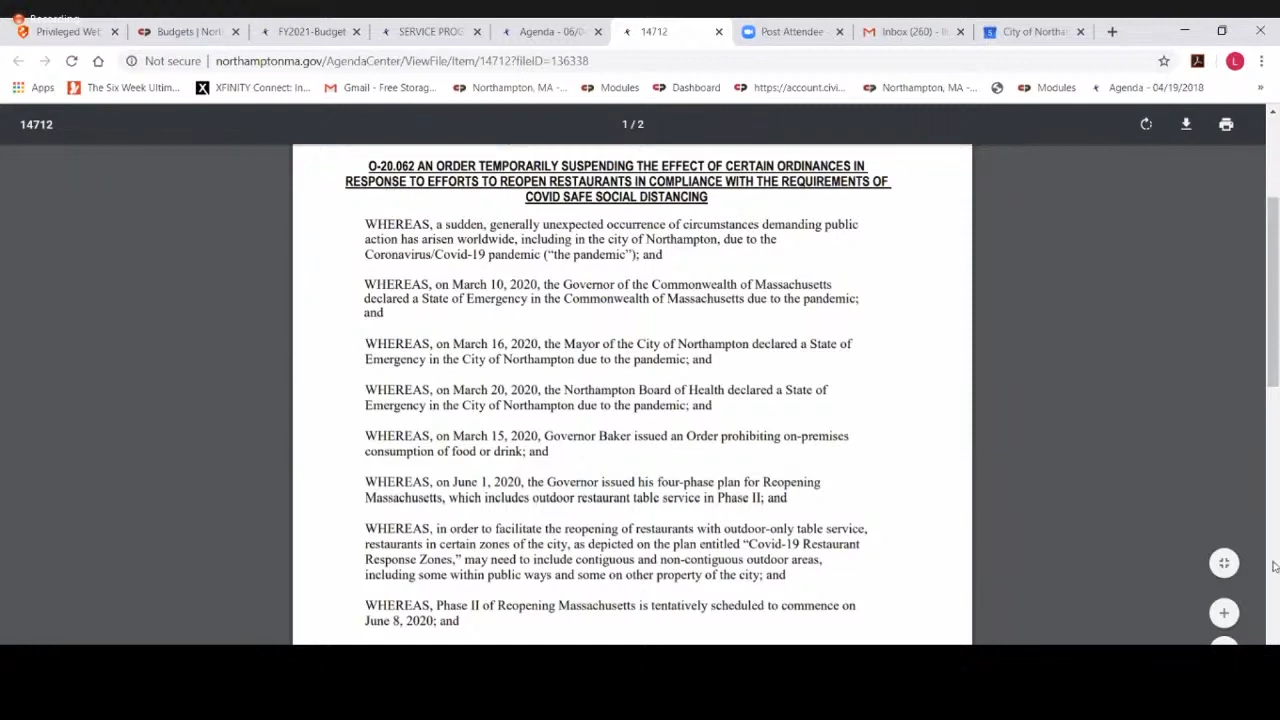 Recording
Privileged Wel
Budgets | Nort
FY2021-Budget
SERVICE PROG
Agenda - 06/0
14712
Post Attendee
Inbox (260) - ll
City of Northa
Not secure | northamptonma.gov/AgendaCenter/ViewFile/Item/14712?fileID=136338
L
Apps
The Six Week Ultim...
XFINITY Connect: In...
Gmail - Free Storag...
Northampton, MA -...
Modules
Dashboard
https://account.civi...
Northampton, MA -...
Modules
Agenda - 04/19/2018
»
14712
1 / 2
O-20.062 AN ORDER TEMPORARILY SUSPENDING THE EFFECT OF CERTAIN ORDINANCES IN
RESPONSE TO EFFORTS TO REOPEN RESTAURANTS IN COMPLIANCE WITH THE REQUIREMENTS OF
COVID SAFE SOCIAL DISTANCING
WHEREAS, a sudden, generally unexpected occurrence of circumstances demanding public
action has arisen worldwide, including in the city of Northampton, due to the
Coronavirus/Covid-19 pandemic (“the pandemic”); and
WHEREAS, on March 10, 2020, the Governor of the Commonwealth of Massachusetts
declared a State of Emergency in the Commonwealth of Massachusetts due to the pandemic;
and
WHEREAS, on March 16, 2020, the Mayor of the City of Northampton declared a State of
Emergency in the City of Northampton due to the pandemic; and
WHEREAS, on March 20, 2020, the Northampton Board of Health declared a State of
Emergency in the City of Northampton due to the pandemic; and
WHEREAS, on March 15, 2020, Governor Baker issued an Order prohibiting on-premises
consumption of food or drink; and
WHEREAS, on June 1, 2020, the Governor issued his four-phase plan for Reopening
Massachusetts, which includes outdoor restaurant table service in Phase II; and
WHEREAS, in order to facilitate the reopening of restaurants with outdoor-only table service,
restaurants in certain zones of the city, as depicted on the plan entitled “Covid-19 Restaurant
Response Zones,” may need to include contiguous and non-contiguous outdoor areas,
including some within public ways and some on other property of the city; and
WHEREAS, Phase II of Reopening Massachusetts is tentatively scheduled to commence on
June 8, 2020; and